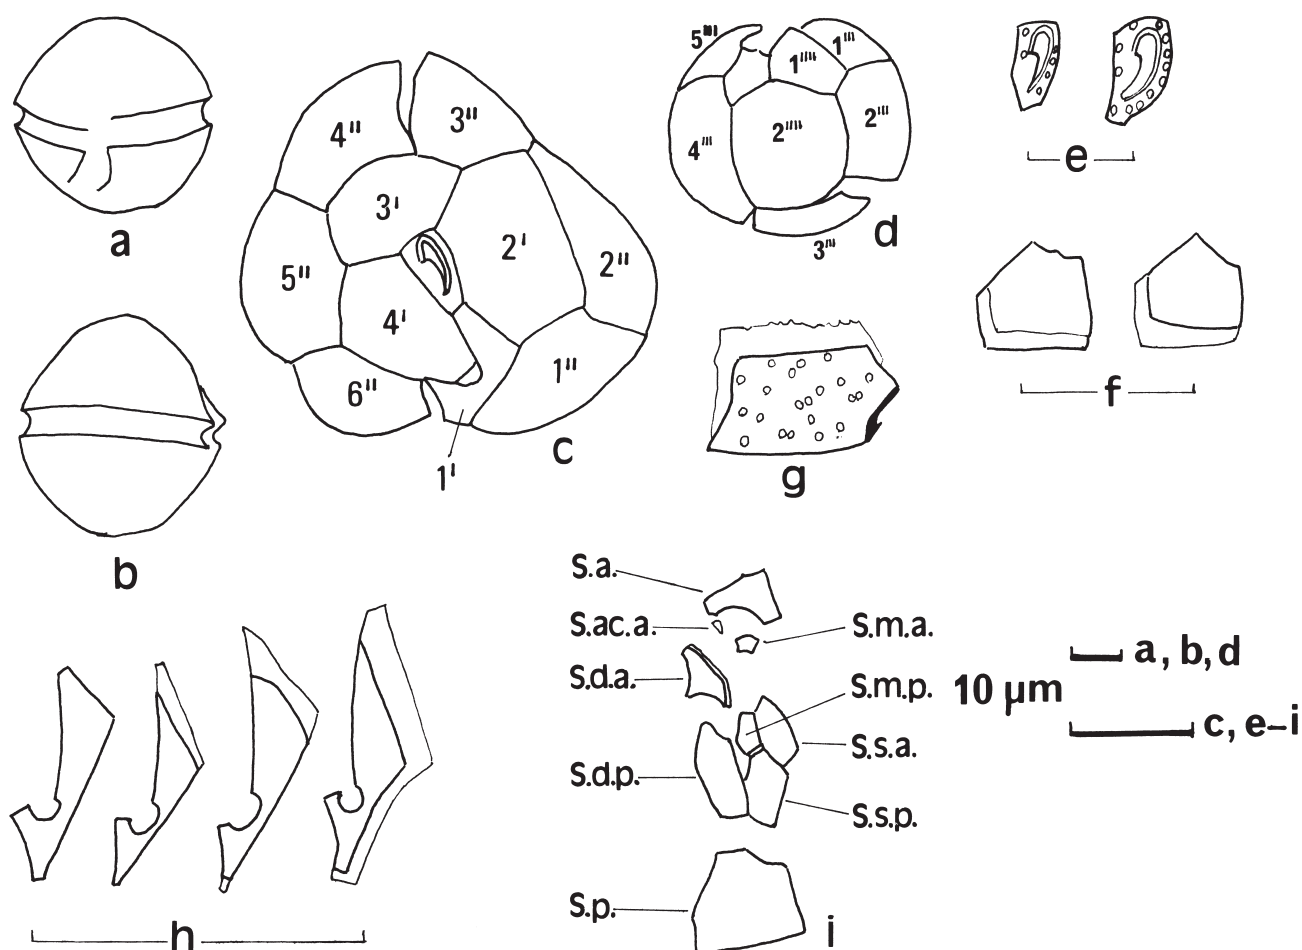 a
b
4" 3"
3'
2' 2"
5"
4'
6" 1"
1'
c
5'''' 1''' 1''''
2'''
2''''
4'''
3'''
d
e
f
g
h
S.a.
S.ac.a. S.m.a.
S.d.a.
S.m.p.
S.s.a.
S.d.p.
S.s.p.
S.p.
i
10 µm
a, b, d
c, e–i